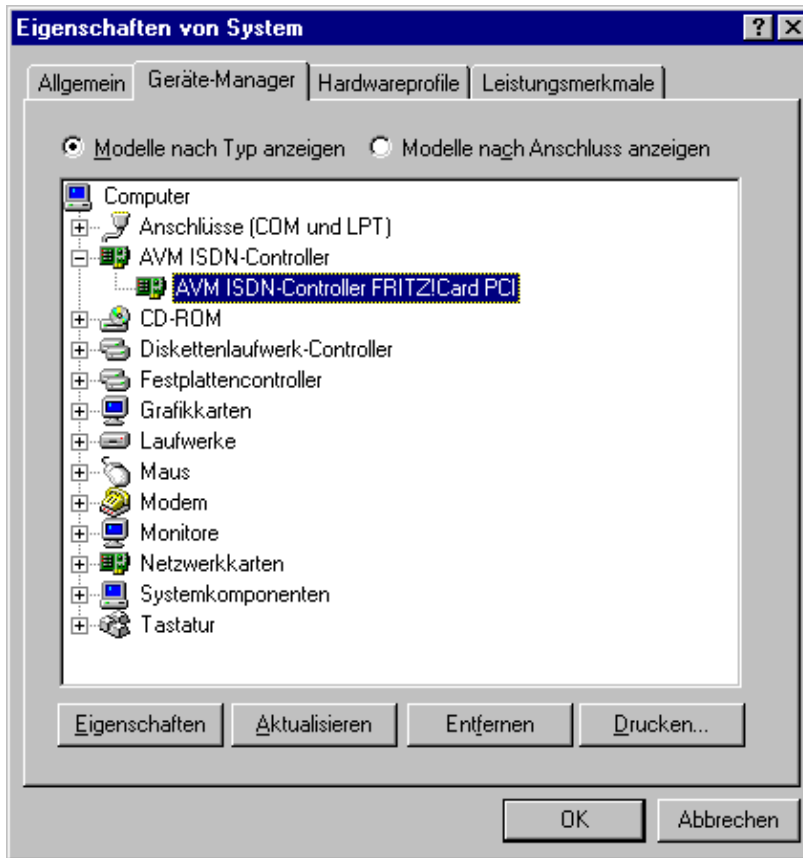 Eigenschaften von System
Allgemein Geräte-Manager Hardwareprofile Leistungsmerkmale
Modelle nach Typ anzeigen Modelle nach Anschluss anzeigen
Computer
Anschlüsse (COM und LPT)
AVM ISDN-Controller
AVM ISDN-Controller FRITZ!Card PCI
CD-ROM
Diskettenlaufwerk-Controller
Festplattencontroller
Grafikkarten
Laufwerke
Maus
Modem
Monitore
Netzwerkkarten
Systemkomponenten
Tastatur
Eigenschaften Aktualisieren Entfernen Drucken...
OK Abbrechen